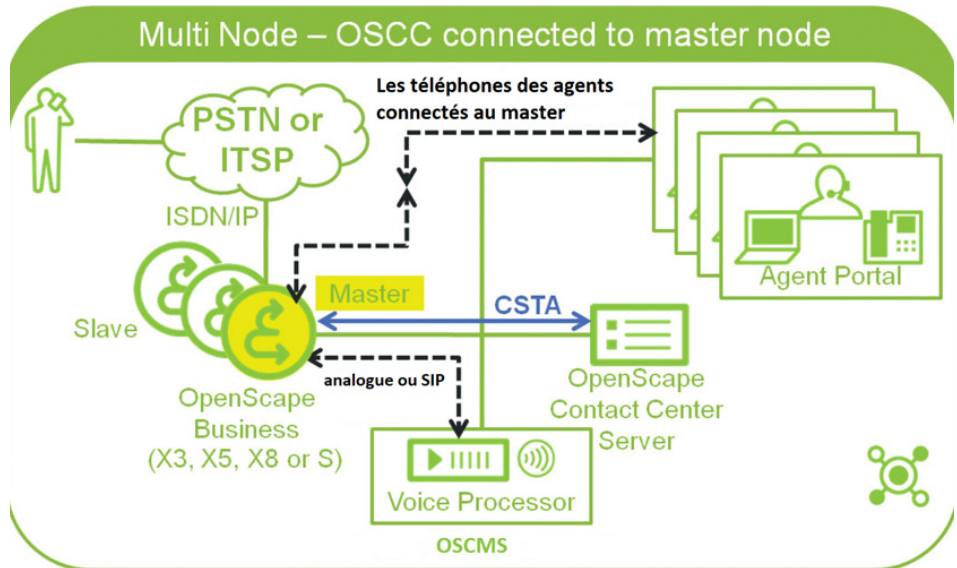 Multi Node – OSCC connected to master node
Les téléphones des agents
connectés au master
PSTN or
ITSP
ISDN/IP
Agent Portal
Master
CSTA
Slave
analogue ou SIP
OpenScape
Business
(X3, X5, X8 or S)
OpenScape
Contact Center
Server
Voice Processor
OSCMS